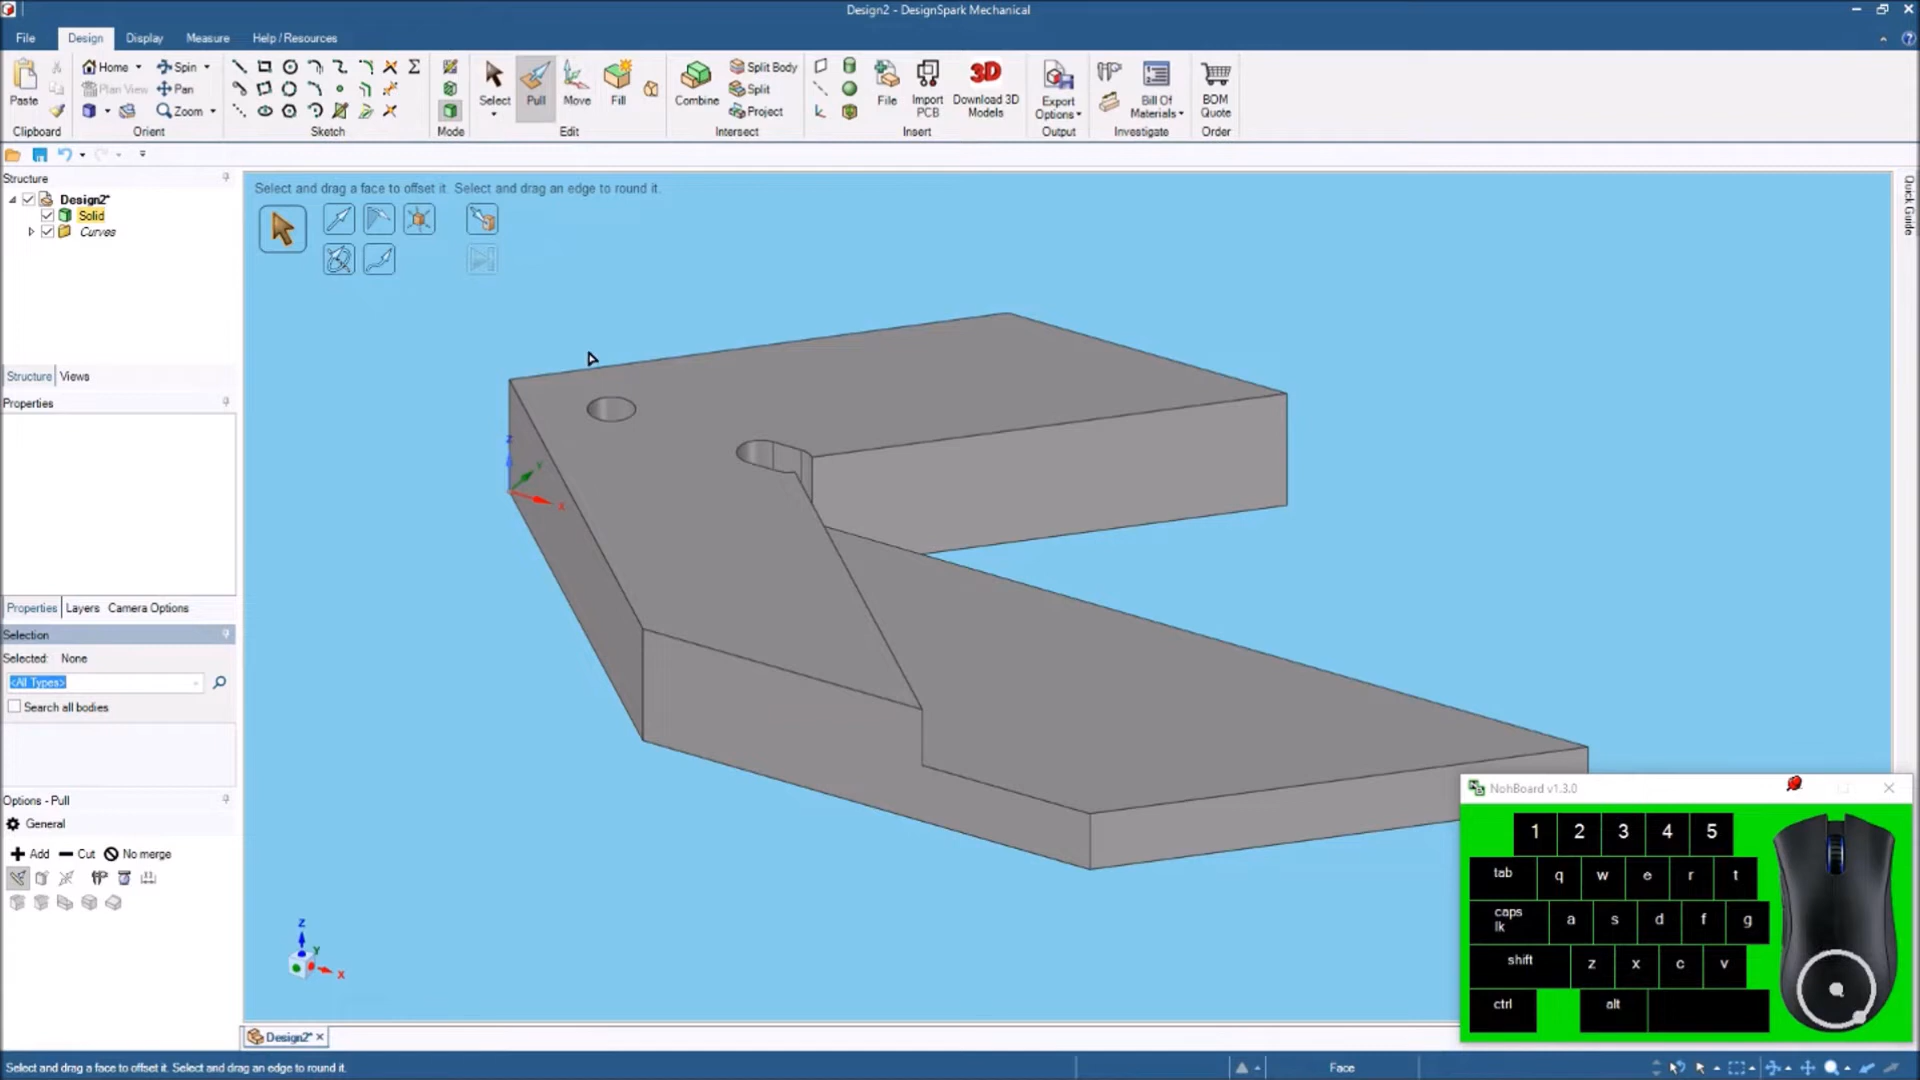 Design2 - DesignSpark Mechanical
File Design Display Measure Help / Resources
Home Spin
Plan View Pan
Zoom
Paste
Select Pull Move Fill
Combine
Split Body
Split
Project
File Import PCB Download 3D Models
3D
Export Options
Bill Of Materials
BOM Quote
Clipboard Orient Sketch Mode Edit Intersect Insert Output Investigate Order
Structure
Design2*
Solid
Curves
Structure Views
Properties
Properties Layers Camera Options
Selection
Selected: None
<All Types>
Search all bodies
Options - Pull
General
Add Cut No merge
Select and drag a face to offset it. Select and drag an edge to round it.
Z
Y
X
Z
Y
X
Quick Guide
NohBoard v1.3.0
1 2 3 4 5
tab q w e r t
caps lk a s d f g
shift z x c v
ctrl alt
Design2*
Select and drag a face to offset it. Select and drag an edge to round it.
Face